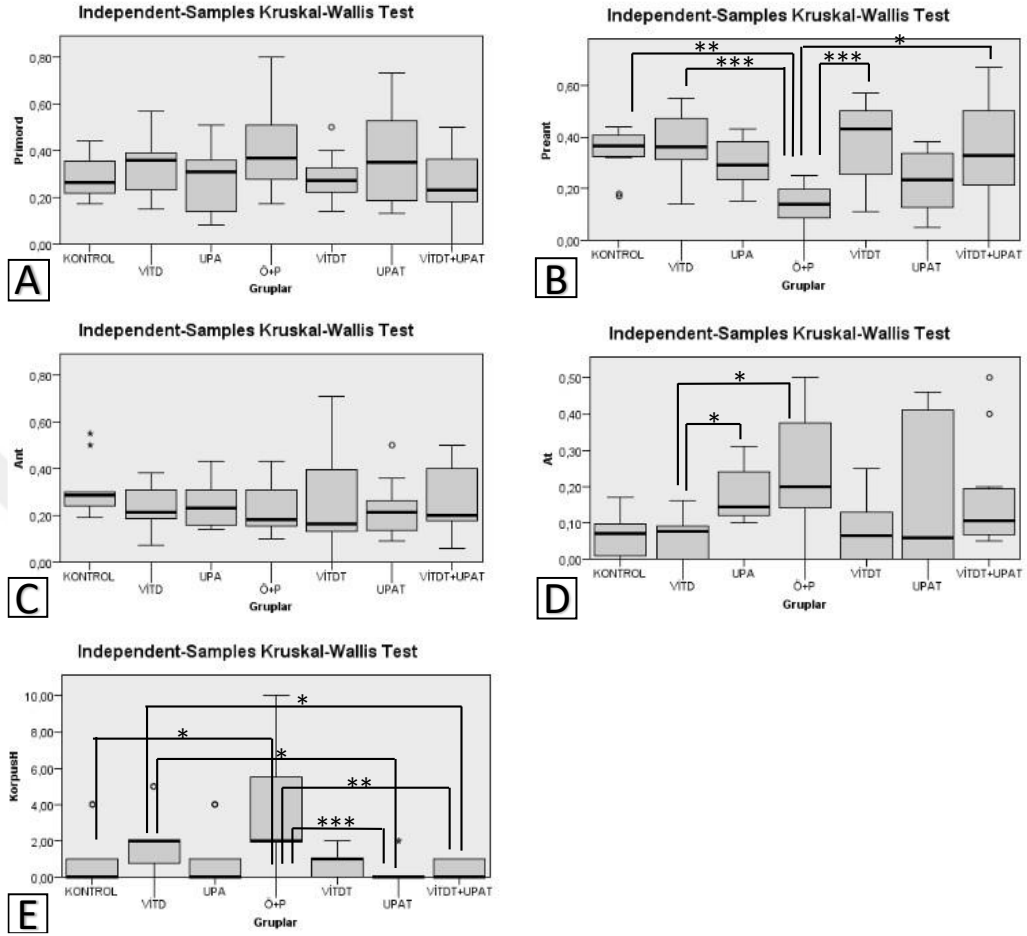 Independent-Samples Kruskal-Wallis Test
Primord
0,80
0,60
0,40
0,20
0,00
KONTROL VİTD UPA Ö+P VİTDT UPAT VİTDT+UPAT
Gruplar
A
Independent-Samples Kruskal-Wallis Test
Preant
0,60
0,40
0,20
0,00
** * *** ***
KONTROL VİTD UPA Ö+P VİTDT UPAT VİTDT+UPAT
Gruplar
B
Independent-Samples Kruskal-Wallis Test
Ant
0,80
0,60
0,40
0,20
0,00
KONTROL VİTD UPA Ö+P VİTDT UPAT VİTDT+UPAT
Gruplar
C
Independent-Samples Kruskal-Wallis Test
At
0,50
0,40
0,30
0,20
0,10
0,00
*
*
KONTROL VİTD UPA Ö+P VİTDT UPAT VİTDT+UPAT
Gruplar
D
Independent-Samples Kruskal-Wallis Test
KorpusH
10,00
8,00
6,00
4,00
2,00
0,00
*
*
*
**
***
KONTROL VİTD UPA Ö+P VİTDT UPAT VİTDT+UPAT
Gruplar
E